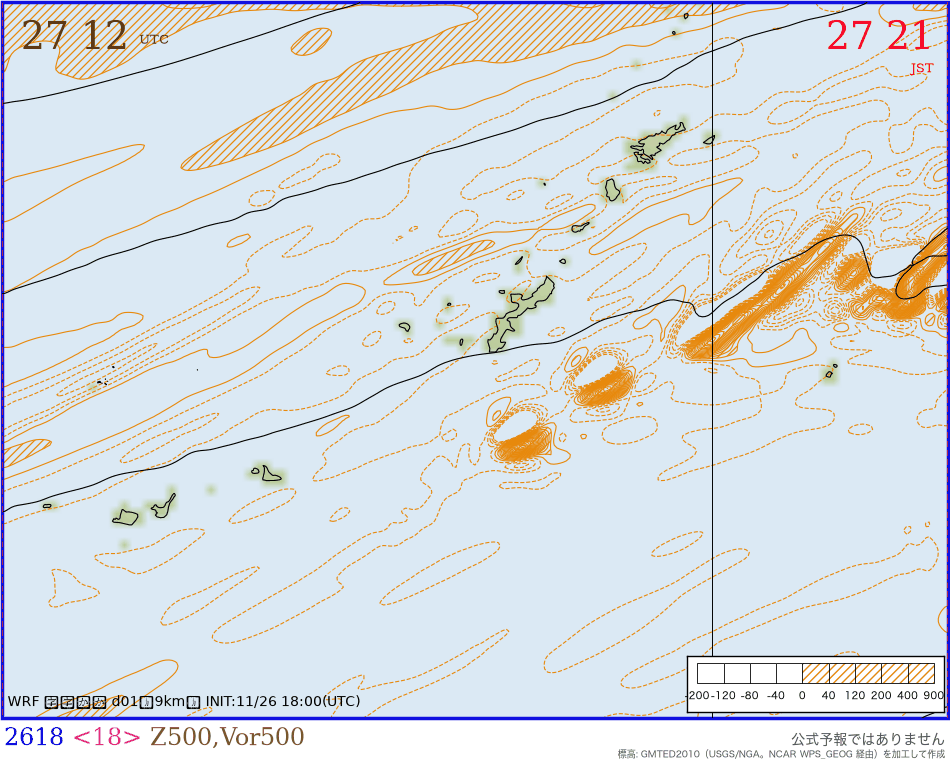 27 12 UTC
27 21
JST
-200 -120 -80 -40 0 40 120 200 400 900
WRF d01 9km INIT:11/26 18:00(UTC)
2618 <18> Z500,Vor500
公式予報ではありません
標高: GMTED2010（USGS/NGA。NCAR WPS_GEOG 経由）を加工して作成